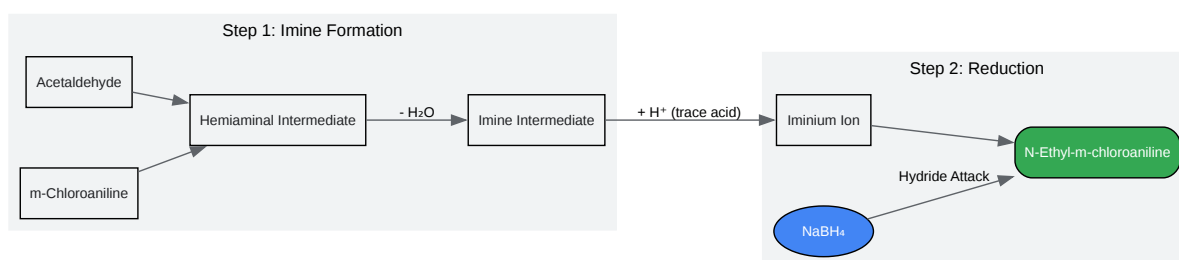 Step 1: Imine Formation
Acetaldehyde
m-Chloroaniline
Hemiaminal Intermediate
- H₂O
Imine Intermediate
+ H⁺ (trace acid)
Step 2: Reduction
Iminium Ion
NaBH₄
Hydride Attack
N-Ethyl-m-chloroaniline